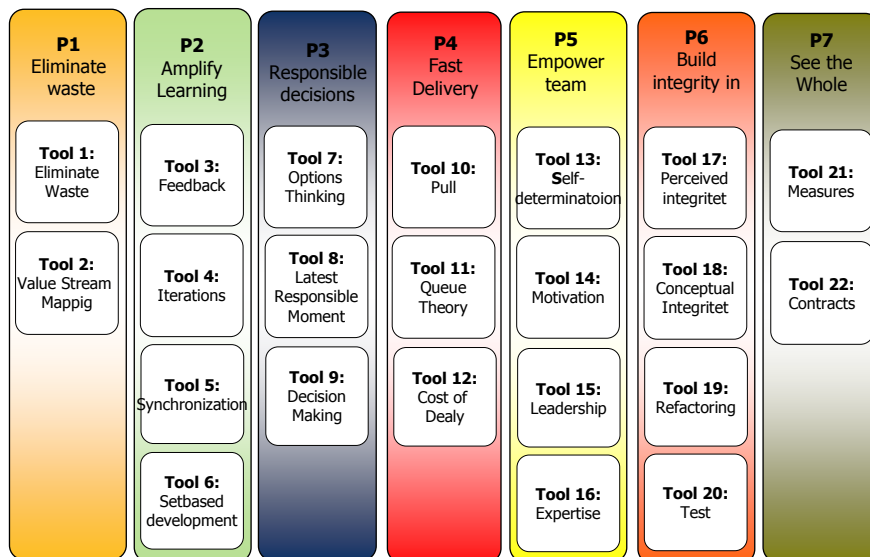 P1
Eliminate
waste
Tool 1:
Eliminate
Waste
Tool 2:
Value Stream
Mappig
P2
Amplify
Learning
Tool 3:
Feedback
Tool 4:
Iterations
Tool 5:
Synchronization
Tool 6:
Setbased
development
P3
Responsible
decisions
Tool 7:
Options
Thinking
Tool 8:
Latest
Responsible
Moment
Tool 9:
Decision
Making
P4
Fast
Delivery
Tool 10:
Pull
Tool 11:
Queue
Theory
Tool 12:
Cost of
Dealy
P5
Empower
team
Tool 13:
Self-
determinatoion
Tool 14:
Motivation
Tool 15:
Leadership
Tool 16:
Expertise
P6
Build
integrity in
Tool 17:
Perceived
integritet
Tool 18:
Conceptual
Integritet
Tool 19:
Refactoring
Tool 20:
Test
P7
See the
Whole
Tool 21:
Measures
Tool 22:
Contracts